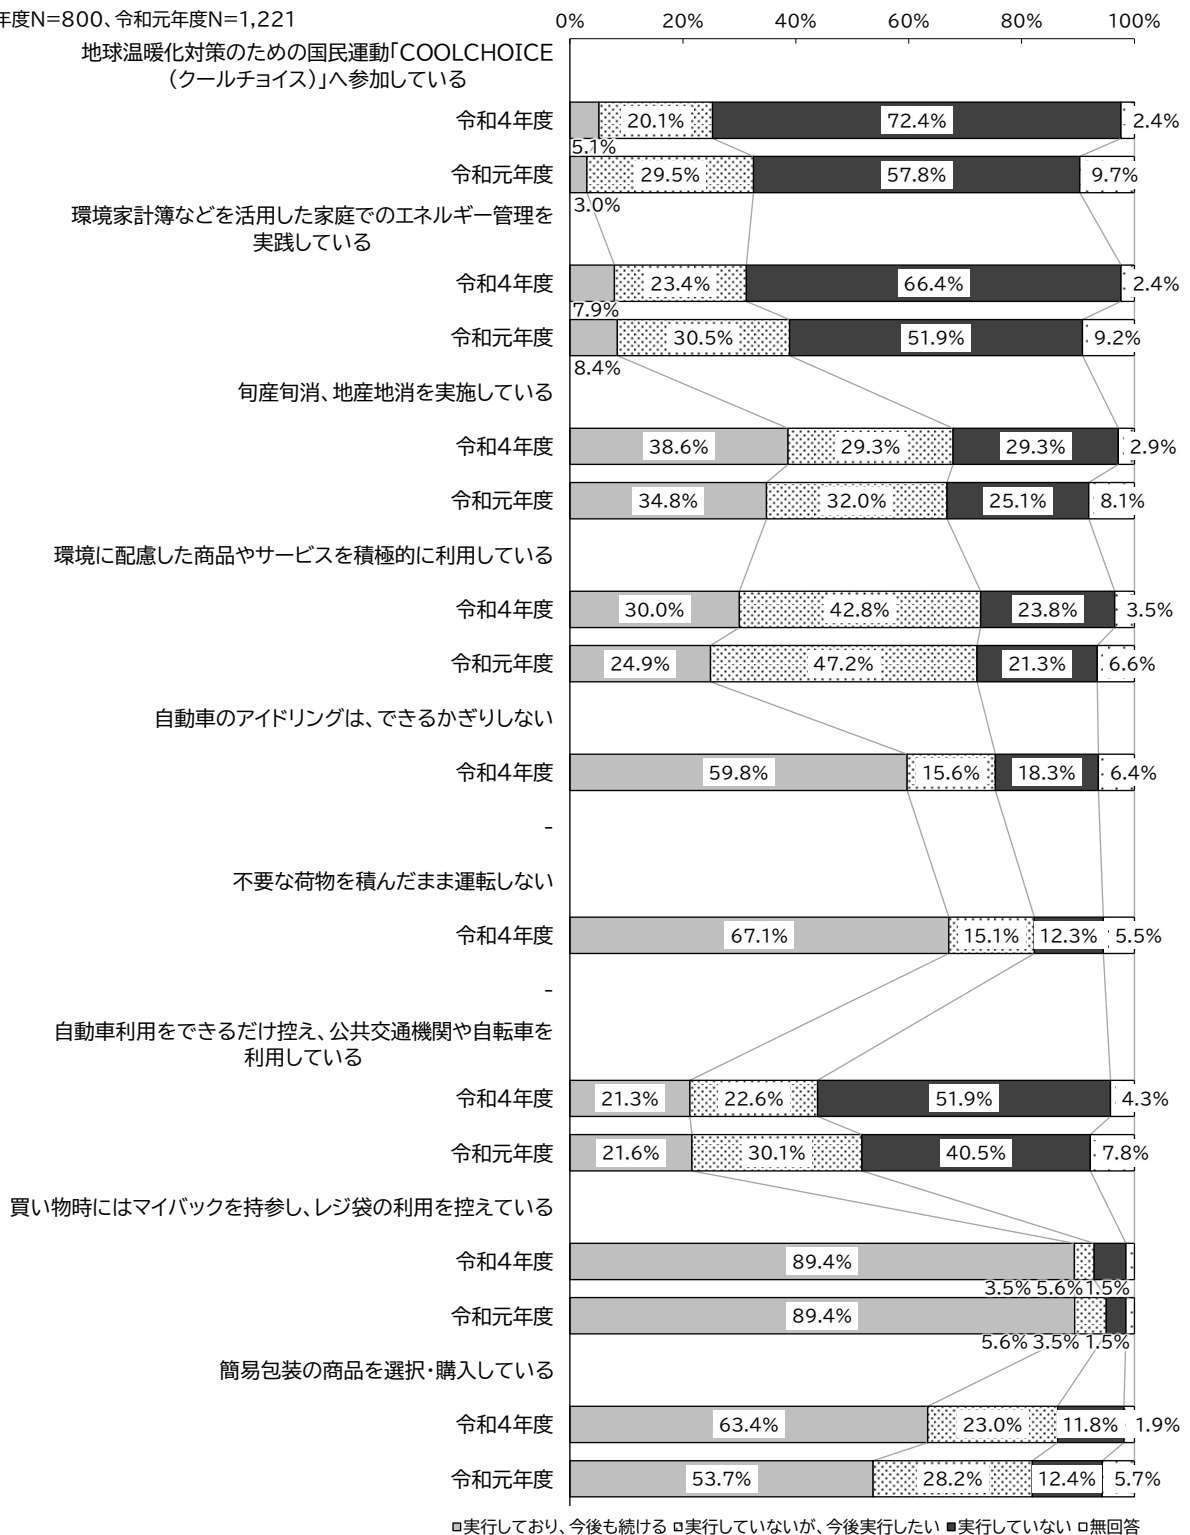 年度N=800、令和元年度N=1,221
0% 20% 40% 60% 80% 100%
地球温暖化対策のための国民運動「COOLCHOICE
（クールチョイス）」へ参加している
令和4年度 20.1% 72.4% 2.4%
5.1%
令和元年度 29.5% 57.8% 9.7%
3.0%
環境家計簿などを活用した家庭でのエネルギー管理を
実践している
令和4年度 23.4% 66.4% 2.4%
7.9%
令和元年度 30.5% 51.9% 9.2%
8.4%
旬産旬消、地産地消を実施している
令和4年度 38.6% 29.3% 29.3% 2.9%
令和元年度 34.8% 32.0% 25.1% 8.1%
環境に配慮した商品やサービスを積極的に利用している
令和4年度 30.0% 42.8% 23.8% 3.5%
令和元年度 24.9% 47.2% 21.3% 6.6%
自動車のアイドリングは、できるかぎりしない
令和4年度 59.8% 15.6% 18.3% 6.4%
-
不要な荷物を積んだまま運転しない
令和4年度 67.1% 15.1% 12.3% 5.5%
-
自動車利用をできるだけ控え、公共交通機関や自転車を
利用している
令和4年度 21.3% 22.6% 51.9% 4.3%
令和元年度 21.6% 30.1% 40.5% 7.8%
買い物時にはマイバックを持参し、レジ袋の利用を控えている
令和4年度 89.4%
3.5% 5.6% 1.5%
令和元年度 89.4%
5.6% 3.5% 1.5%
簡易包装の商品を選択・購入している
令和4年度 63.4% 23.0% 11.8% 1.9%
令和元年度 53.7% 28.2% 12.4% 5.7%
実行しており、今後も続ける 実行していないが、今後実行したい 実行していない 無回答